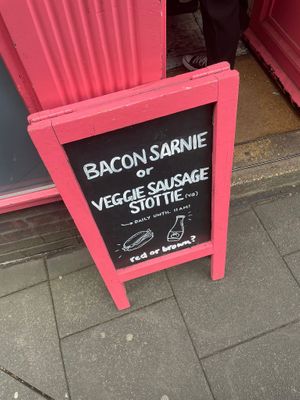 BACON SARNIE
or
VEGGIE SAUSAGE
STOTTIE (VG)
→ DAILY UNTIL 11AM!
red or brown?